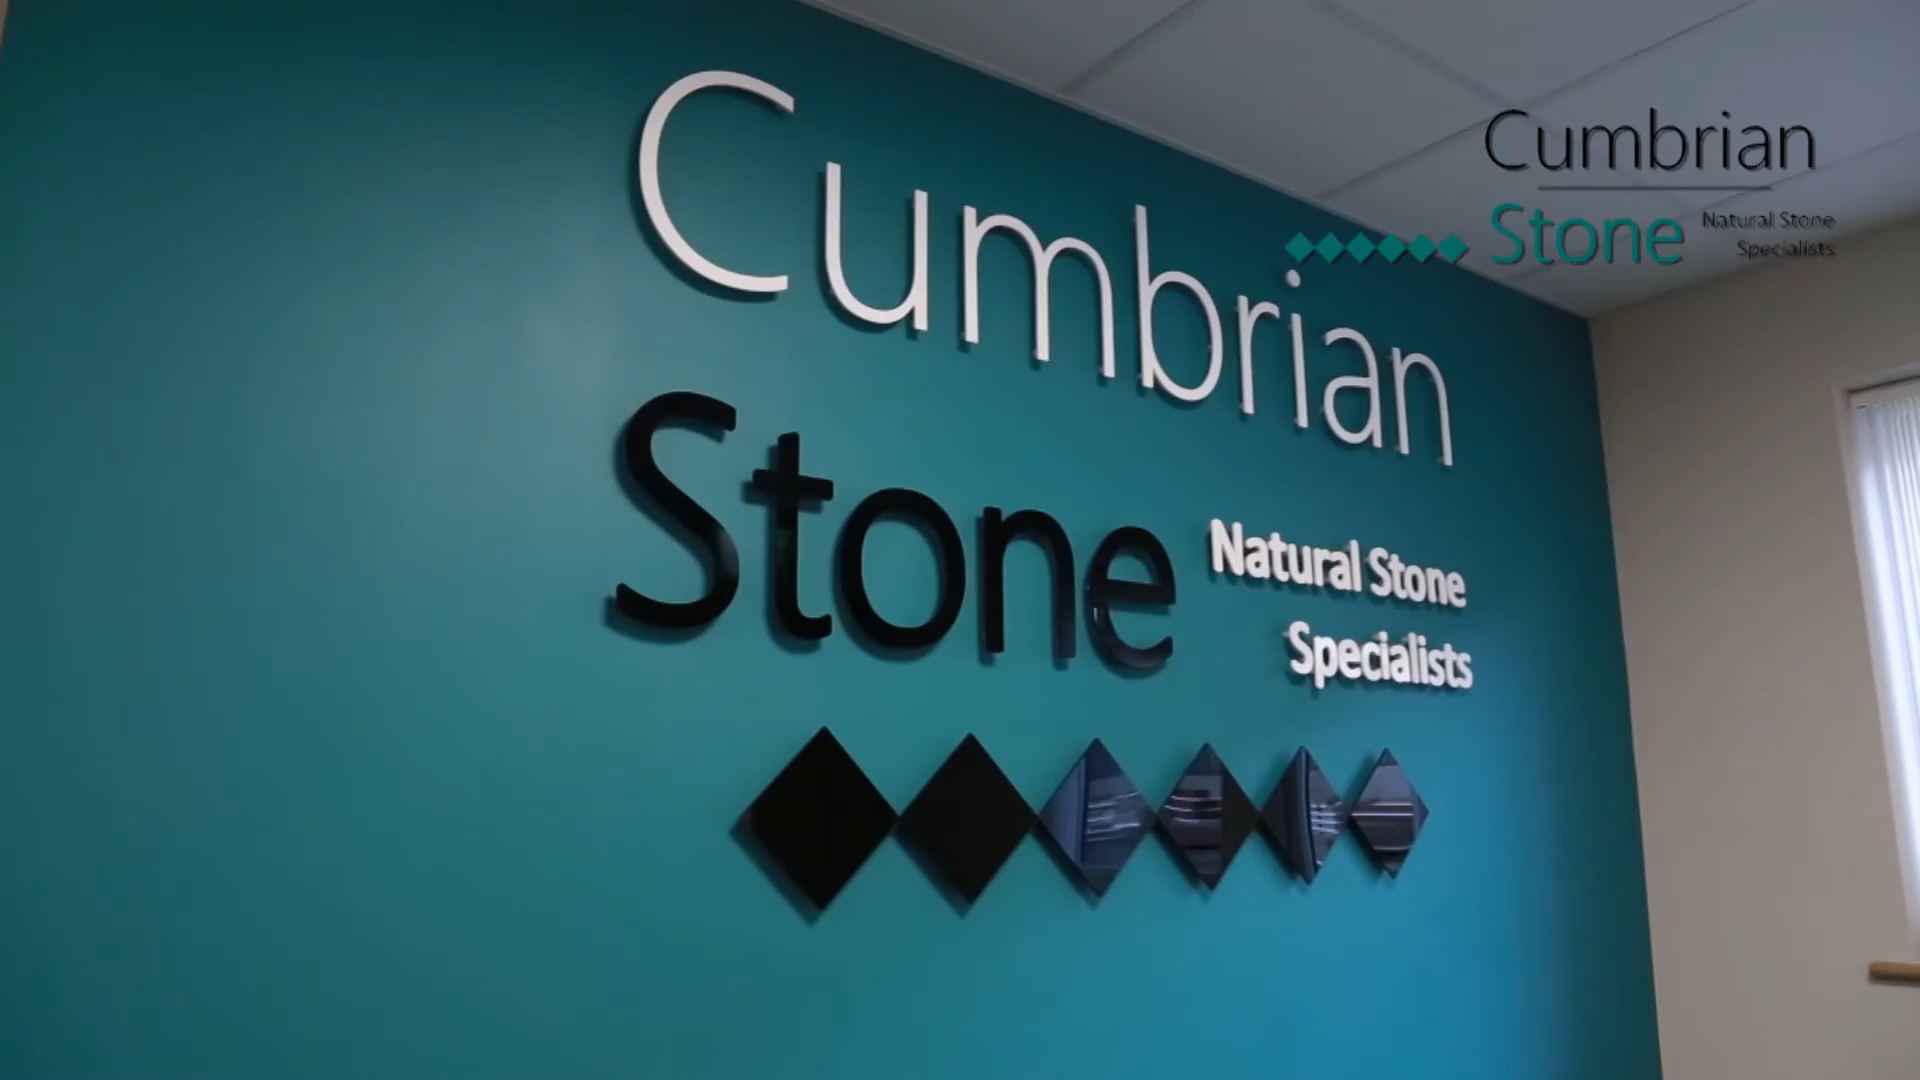 Cumbrian
Stone
Natural Stone
Specialists
Cumbrian
Stone
Natural Stone
Specialists